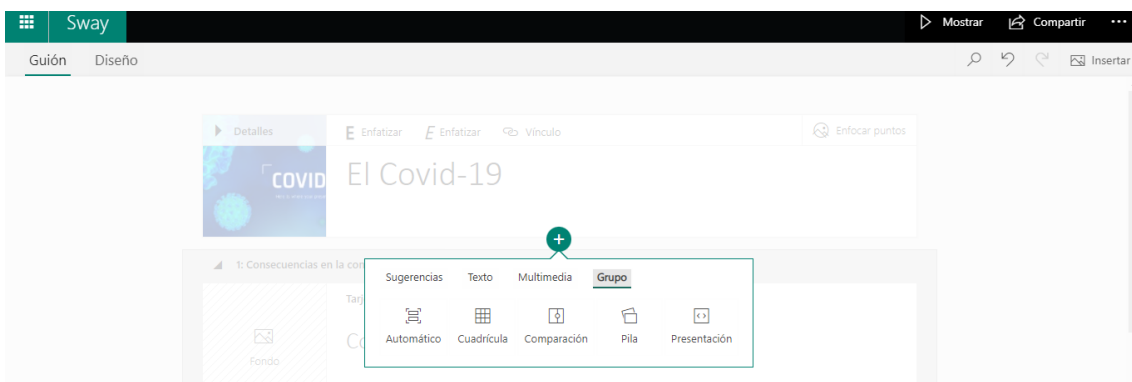 Sway
Mostrar
Compartir
Guión
Diseño
Insertar
Detalles
E Enfatizar
E Enfatizar
Vínculo
Enfocar puntos
COVID
El Covid-19
1: Consecuencias en la con
Sugerencias
Texto
Multimedia
Grupo
Tarj
Automático
Cuadrícula
Comparación
Pila
Presentación
Co
Fondo